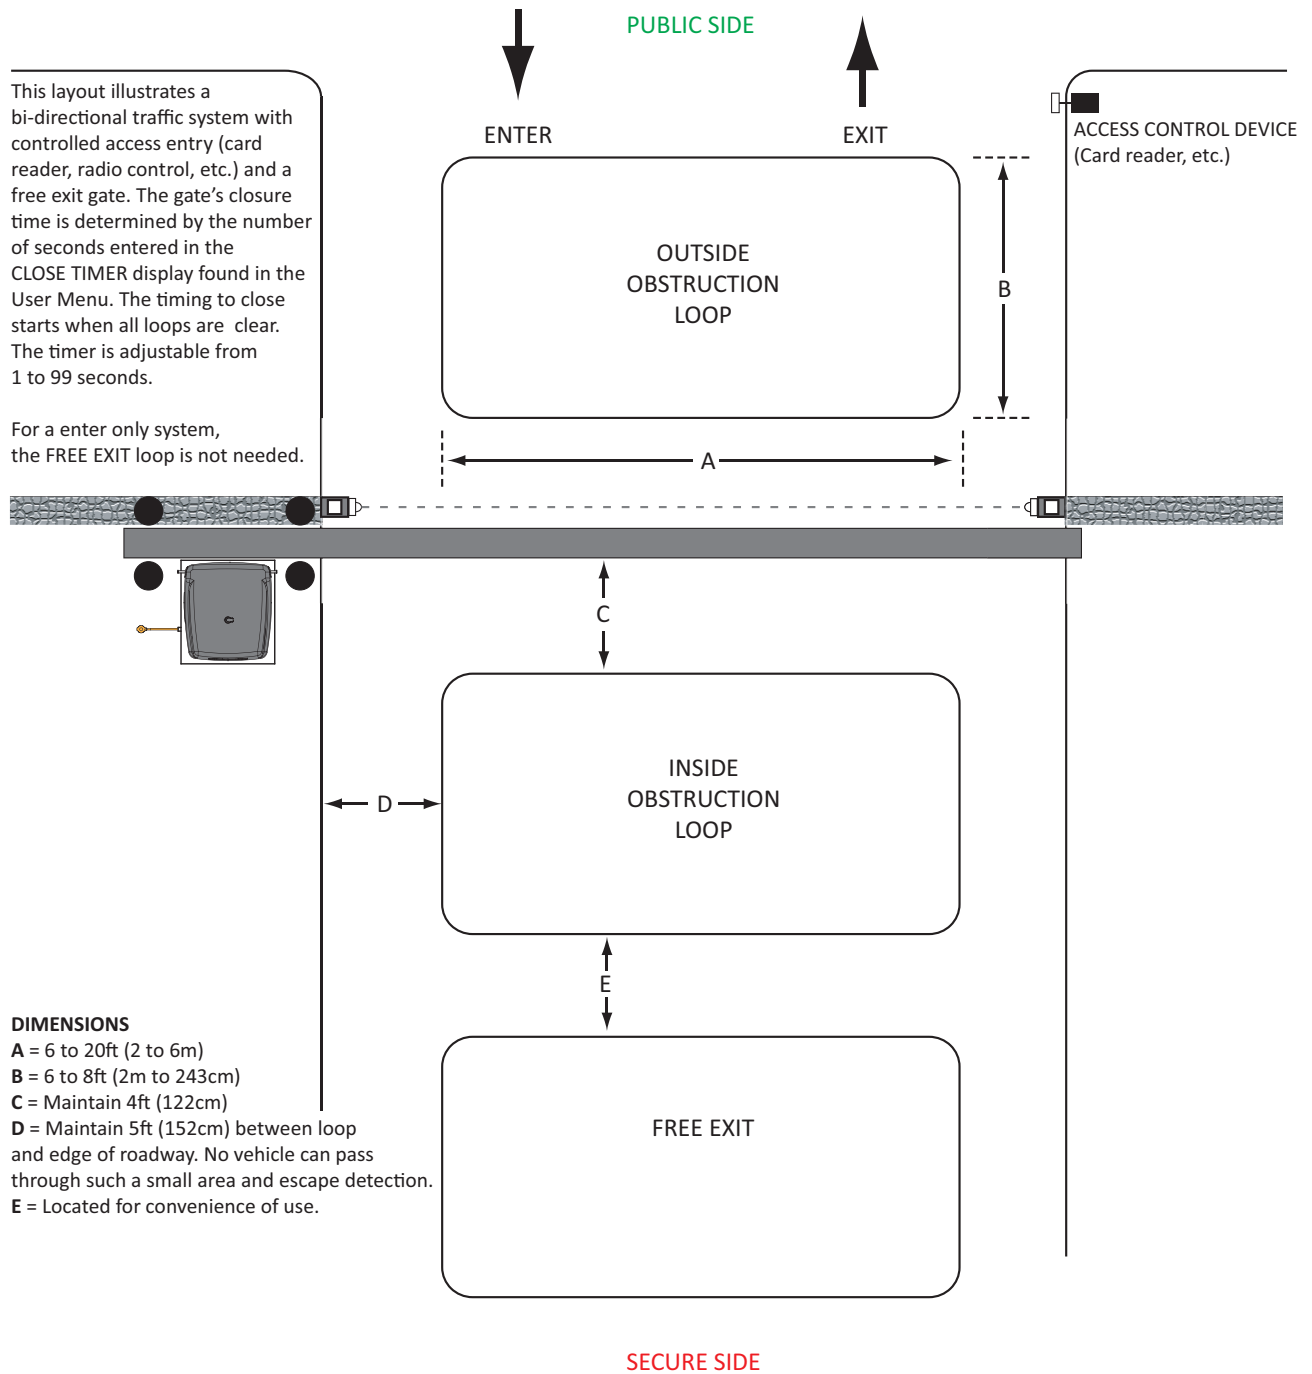 PUBLIC SIDE
This layout illustrates a
bi-directional traffic system with
controlled access entry (card
reader, radio control, etc.) and a
free exit gate. The gate's closure
time is determined by the number
of seconds entered in the
CLOSE TIMER display found in the
User Menu. The timing to close
starts when all loops are  clear.
The timer is adjustable from
1 to 99 seconds.
For a enter only system,
the FREE EXIT loop is not needed.
ENTER
EXIT
ACCESS CONTROL DEVICE
(Card reader, etc.)
OUTSIDE
OBSTRUCTION
LOOP
B
A
C
INSIDE
OBSTRUCTION
LOOP
D
E
DIMENSIONS
A = 6 to 20ft (2 to 6m)
B = 6 to 8ft (2m to 243cm)
C = Maintain 4ft (122cm)
D = Maintain 5ft (152cm) between loop
and edge of roadway. No vehicle can pass
through such a small area and escape detection.
E = Located for convenience of use.
FREE EXIT
SECURE SIDE